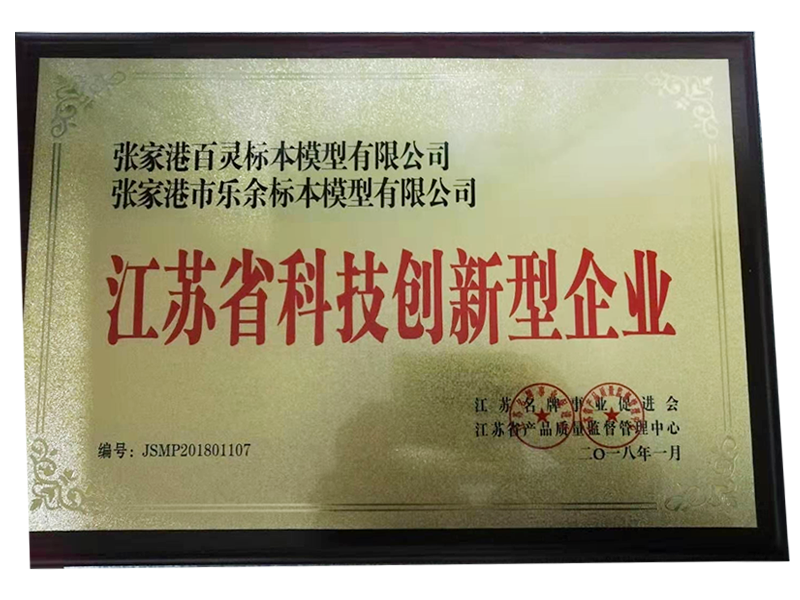 张家港百灵标本模型有限公司
张家港市乐余标本模型有限公司
江苏省科技创新型企业
江苏名牌事业促进会
江苏省产品质量监督管理中心
编号：JSMP201801107
二〇一八年一月